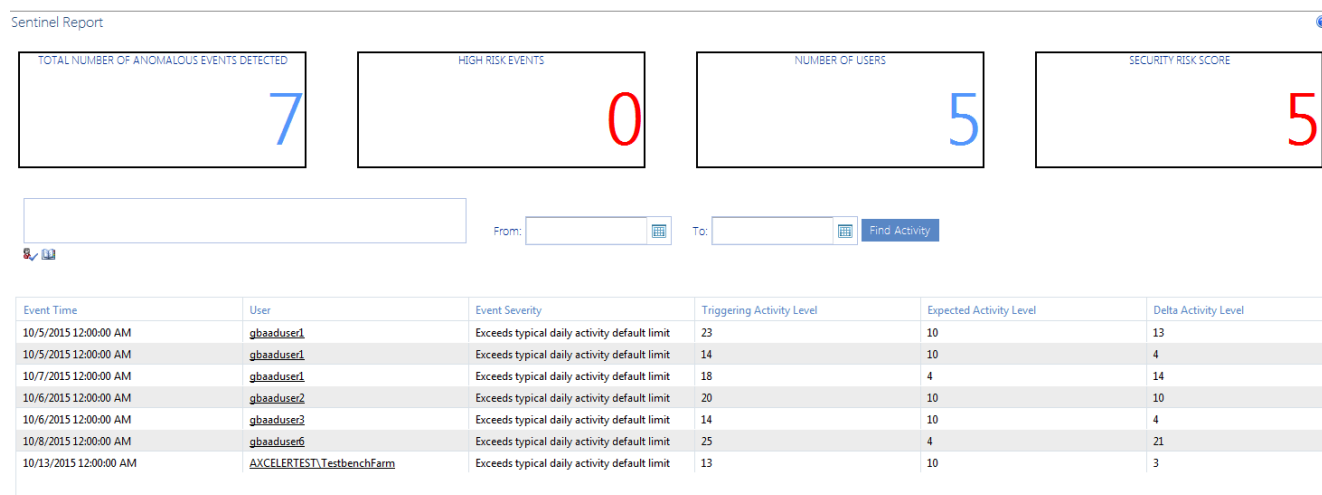 Sentinel Report
TOTAL NUMBER OF ANOMALOUS EVENTS DETECTED
7
HIGH RISK EVENTS
0
NUMBER OF USERS
5
SECURITY RISK SCORE
5
From:
To:
Find Activity
Event Time User Event Severity Triggering Activity Level Expected Activity Level Delta Activity Level
10/5/2015 12:00:00 AM gbaaduser1 Exceeds typical daily activity default limit 23 10 13
10/5/2015 12:00:00 AM gbaaduser1 Exceeds typical daily activity default limit 14 10 4
10/7/2015 12:00:00 AM gbaaduser1 Exceeds typical daily activity default limit 18 4 14
10/6/2015 12:00:00 AM gbaaduser2 Exceeds typical daily activity default limit 20 10 10
10/6/2015 12:00:00 AM gbaaduser3 Exceeds typical daily activity default limit 14 10 4
10/8/2015 12:00:00 AM gbaaduser6 Exceeds typical daily activity default limit 25 4 21
10/13/2015 12:00:00 AM AXCELERTEST\TestbenchFarm Exceeds typical daily activity default limit 13 10 3